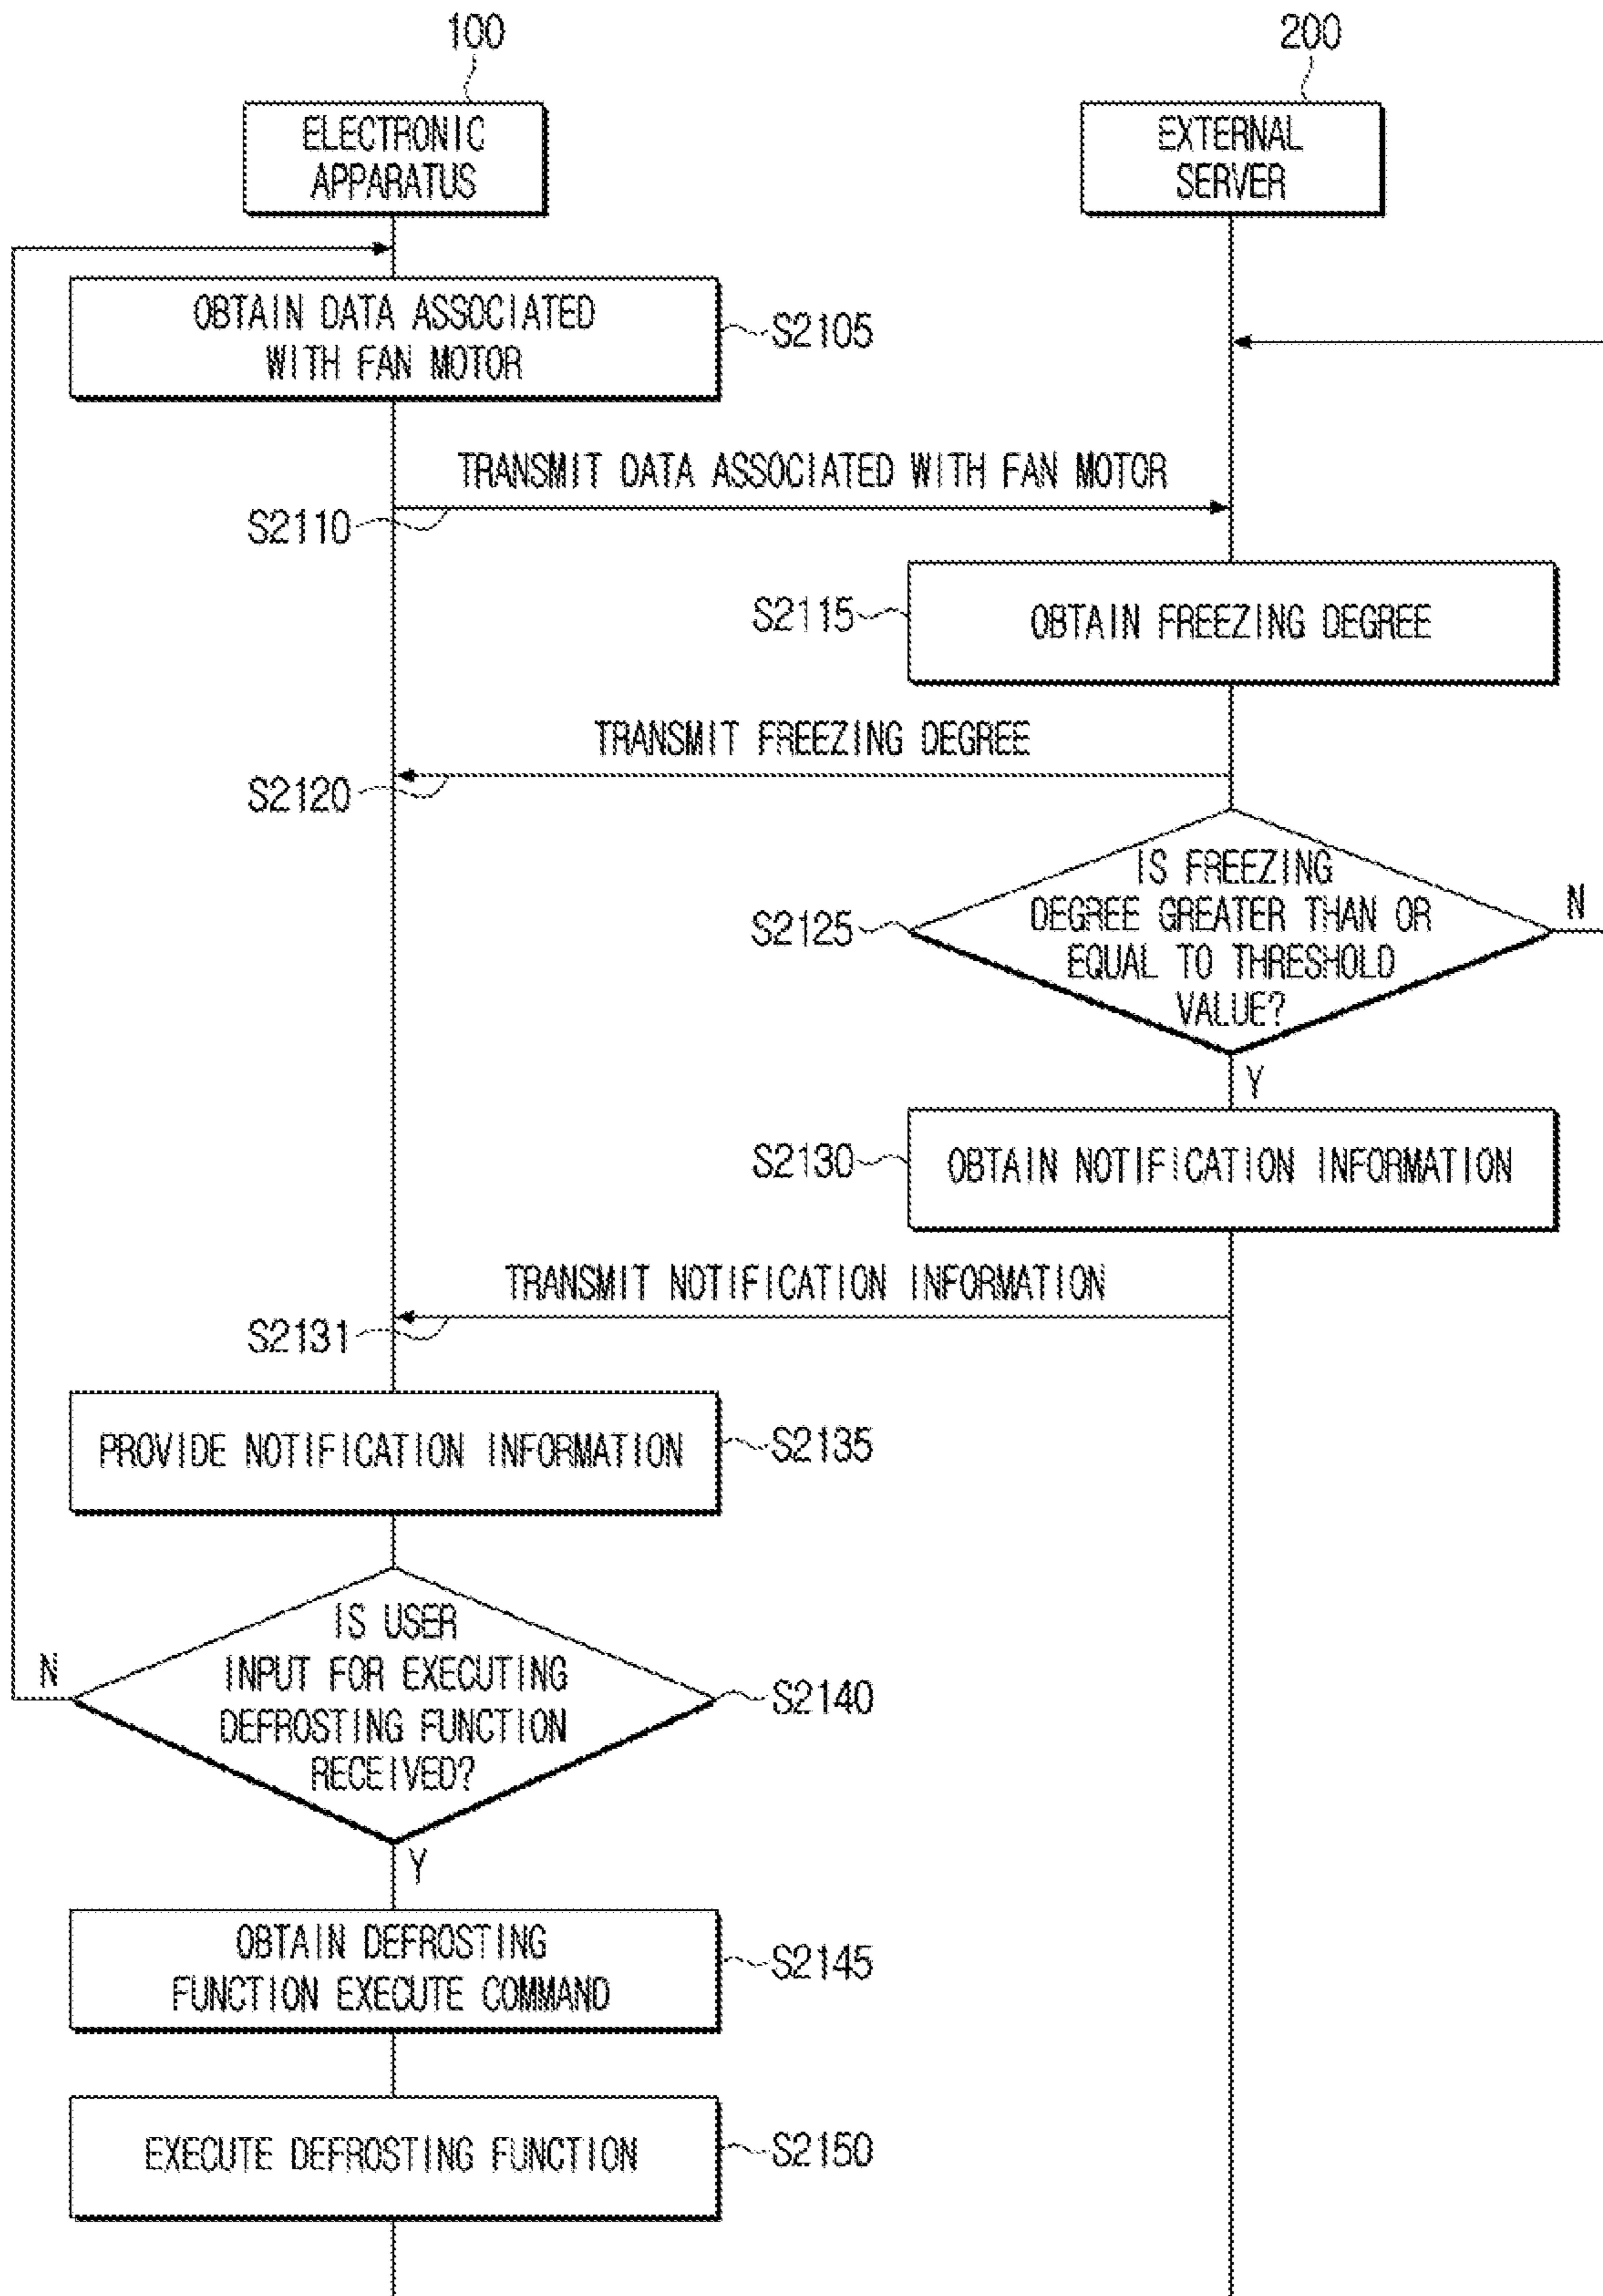 100
200
ELECTRONIC
APPARATUS
EXTERNAL
SERVER
OBTAIN DATA ASSOCIATED
WITH FAN MOTOR
S2105
TRANSMIT DATA ASSOCIATED WITH FAN MOTOR
S2110
S2115
OBTAIN FREEZING DEGREE
TRANSMIT FREEZING DEGREE
S2120
IS FREEZING
DEGREE GREATER THAN OR
EQUAL TO THRESHOLD
VALUE?
S2125
N
Y
S2130
OBTAIN NOTIFICATION INFORMATION
TRANSMIT NOTIFICATION INFORMATION
S2131
PROVIDE NOTIFICATION INFORMATION
S2135
IS USER
INPUT FOR EXECUTING
DEFROSTING FUNCTION
RECEIVED?
N
S2140
Y
OBTAIN DEFROSTING
FUNCTION EXECUTE COMMAND
S2145
EXECUTE DEFROSTING FUNCTION
S2150